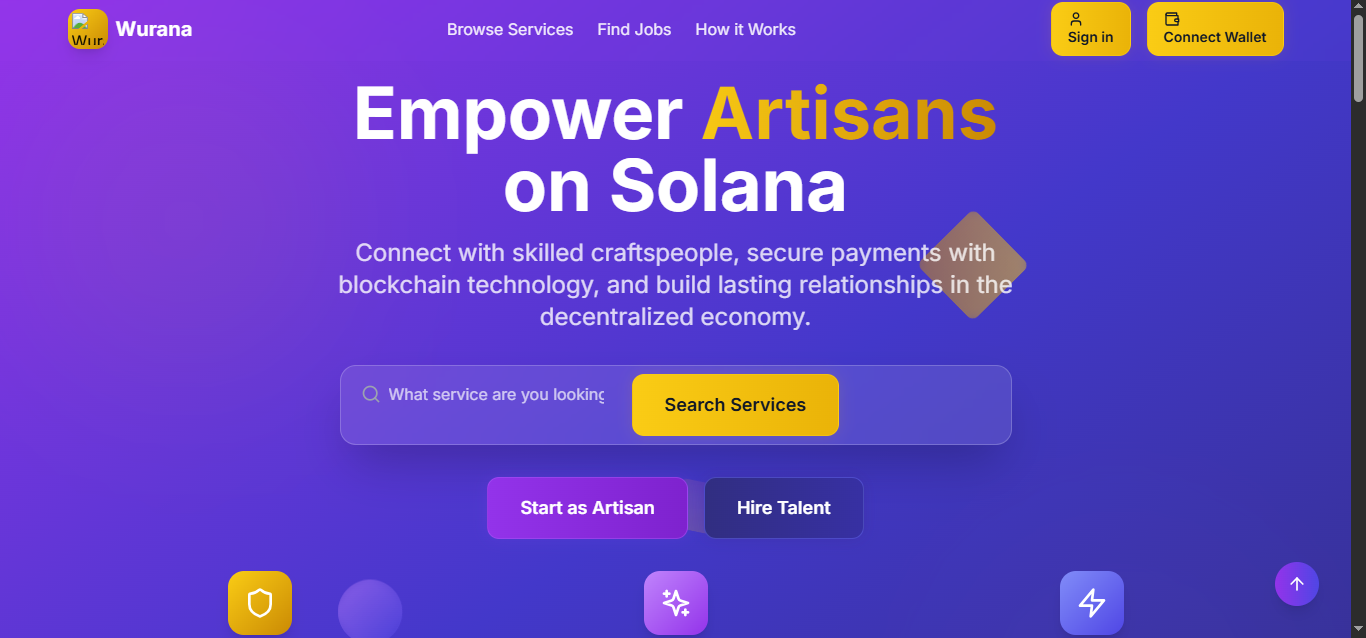 Wur
Wurana
Browse Services
Find Jobs
How it Works
Sign in
Connect Wallet
Empower Artisans
on Solana
Connect with skilled craftspeople, secure payments with
blockchain technology, and build lasting relationships in the
decentralized economy.
What service are you looking
Search Services
Start as Artisan
Hire Talent